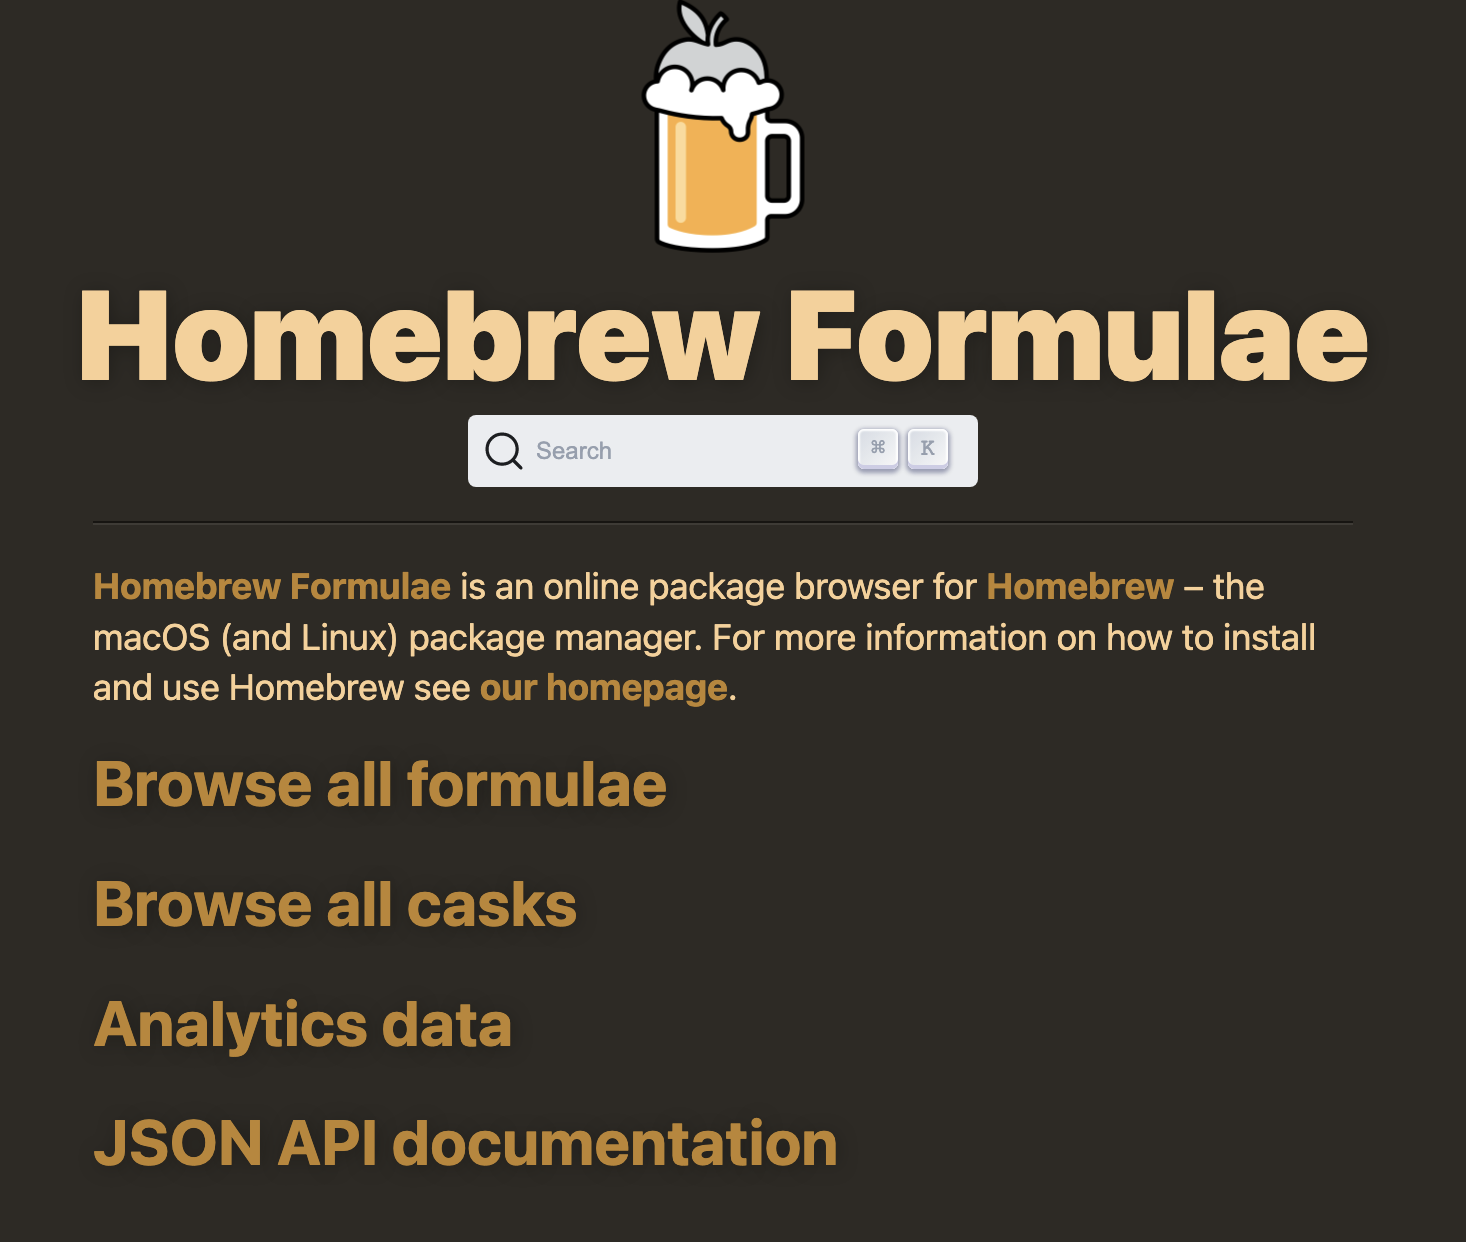 Homebrew Formulae
Search ⌘ K
Homebrew Formulae is an online package browser for Homebrew – the
macOS (and Linux) package manager. For more information on how to install
and use Homebrew see our homepage.
Browse all formulae
Browse all casks
Analytics data
JSON API documentation